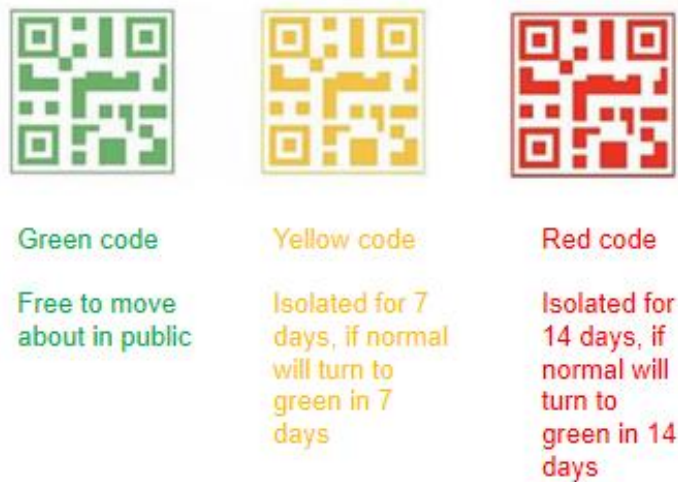 Green code
Free to move
about in public
Yellow code
Isolated for 7
days, if normal
will turn to
green in 7
days
Red code
Isolated for
14 days, if
normal will
turn to
green in 14
days